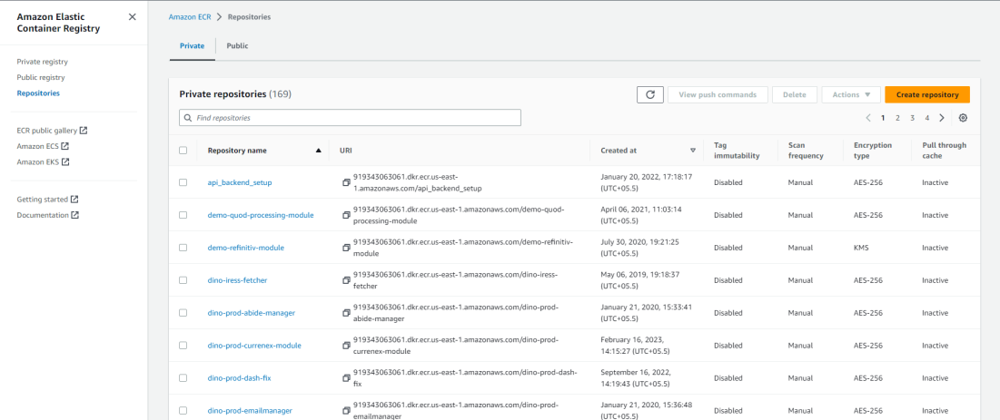 Amazon Elastic
Container Registry
Private registry
Public registry
Repositories
ECR public gallery
Amazon ECS
Amazon EKS
Getting started
Documentation
Amazon ECR > Repositories
Private Public
Private repositories (169)
View push commands Delete Actions Create repository
Find repositories
1 2 3 4
Repository name URI Created at Tag immutability Scan frequency Encryption type Pull through cache
api_backend_setup 919343063061.dkr.ecr.us-east-1.amazonaws.com/api_backend_setup January 20, 2022, 17:18:17 (UTC+05.5) Disabled Manual AES-256 Inactive
demo-quod-processing-module 919343063061.dkr.ecr.us-east-1.amazonaws.com/demo-quod-processing-module April 06, 2021, 11:03:14 (UTC+05.5) Disabled Manual AES-256 Inactive
demo-refinitiv-module 919343063061.dkr.ecr.us-east-1.amazonaws.com/demo-refinitiv-module July 30, 2020, 19:21:25 (UTC+05.5) Disabled Manual KMS Inactive
dino-iress-fetcher 919343063061.dkr.ecr.us-east-1.amazonaws.com/dino-iress-fetcher May 06, 2019, 19:18:37 (UTC+05.5) Disabled Manual AES-256 Inactive
dino-prod-abide-manager 919343063061.dkr.ecr.us-east-1.amazonaws.com/dino-prod-abide-manager January 21, 2020, 15:33:41 (UTC+05.5) Disabled Manual AES-256 Inactive
dino-prod-currenex-module 919343063061.dkr.ecr.us-east-1.amazonaws.com/dino-prod-currenex-module February 16, 2023, 14:15:27 (UTC+05.5) Disabled Manual AES-256 Inactive
dino-prod-dash-fix 919343063061.dkr.ecr.us-east-1.amazonaws.com/dino-prod-dash-fix September 16, 2022, 14:19:43 (UTC+05.5) Disabled Manual AES-256 Inactive
dino-prod-emailmanager 919343063061.dkr.ecr.us-east-1.amazonaws.com/dino-prod-emailmanager January 21, 2020, 15:36:48 (UTC+05.5) Disabled Manual AES-256 Inactive